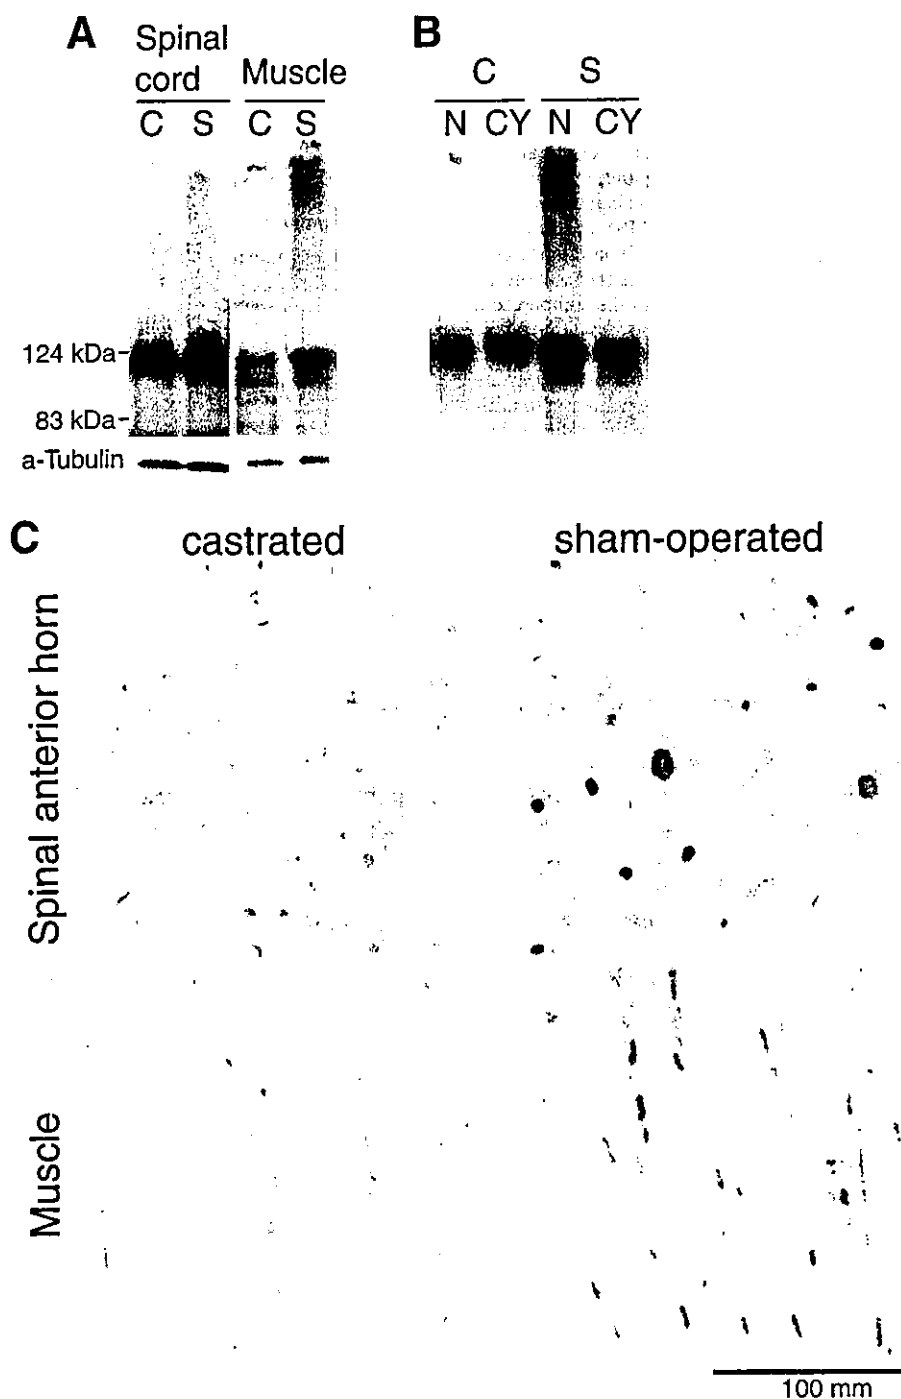 A
Spinal
cord
Muscle
C S C S
124 kDa-
83 kDa-
a-Tubulin
B
C S
N CY N CY
C
castrated sham-operated
Spinal anterior horn
Muscle
100 mm